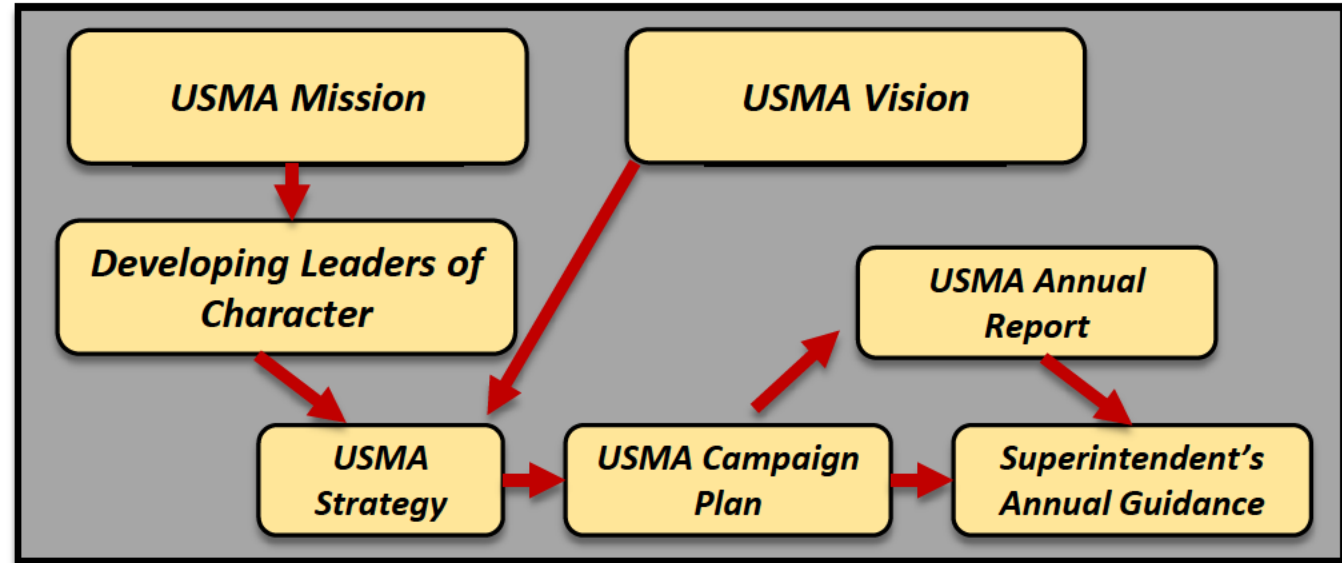 USMA Mission
USMA Vision
Developing Leaders of
Character
USMA Annual
Report
USMA
Strategy
USMA Campaign
Plan
Superintendent’s
Annual Guidance